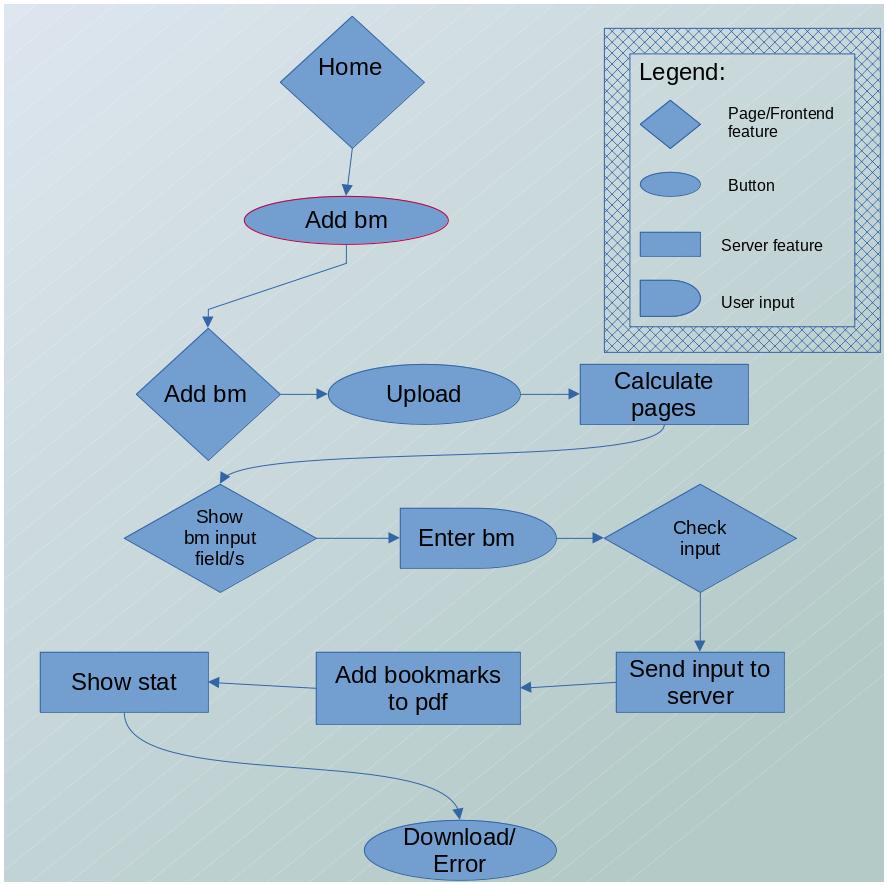 Home
Legend:
Page/Frontend
feature
Button
Server feature
User input
Add bm
Add bm
Upload
Calculate
pages
Show
bm input
field/s
Enter bm
Check
input
Show stat
Add bookmarks
to pdf
Send input to
server
Download/
Error